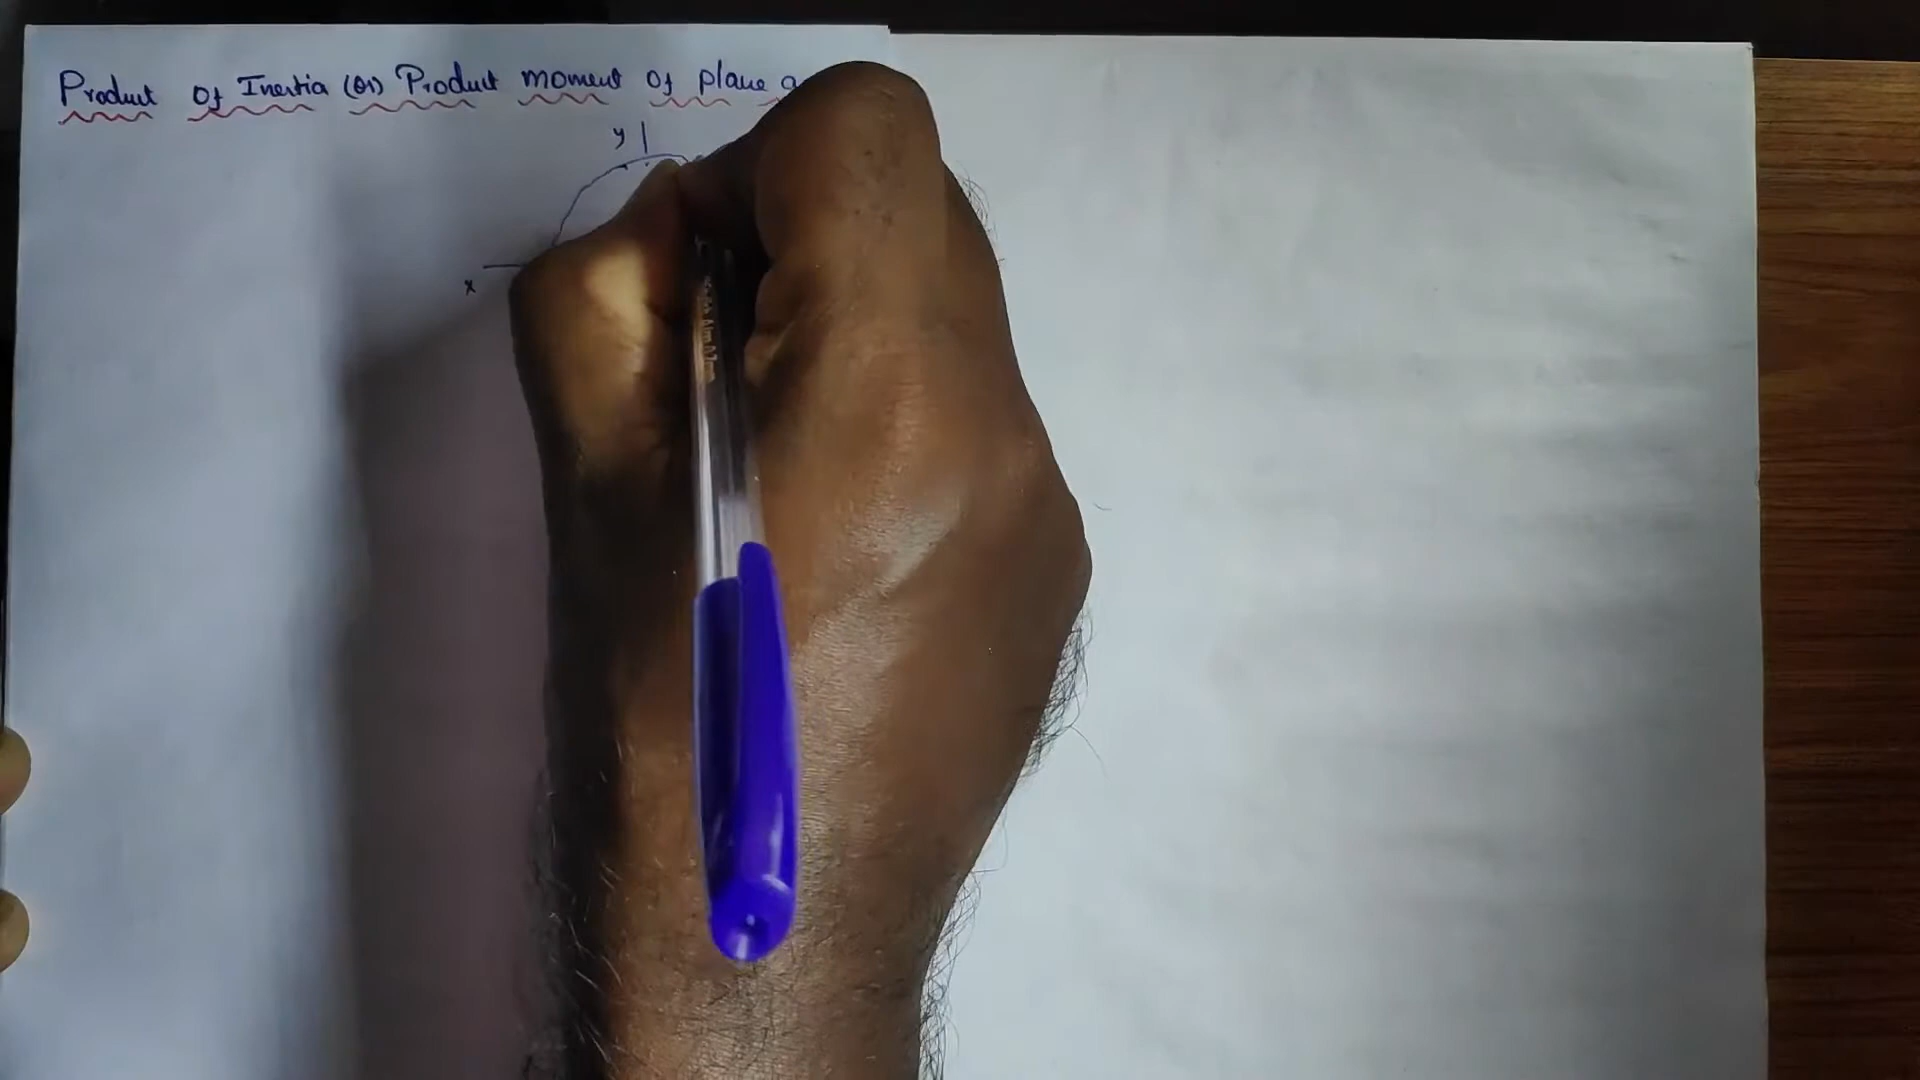 Product of Inertia (or) Product moment of plane
y
x